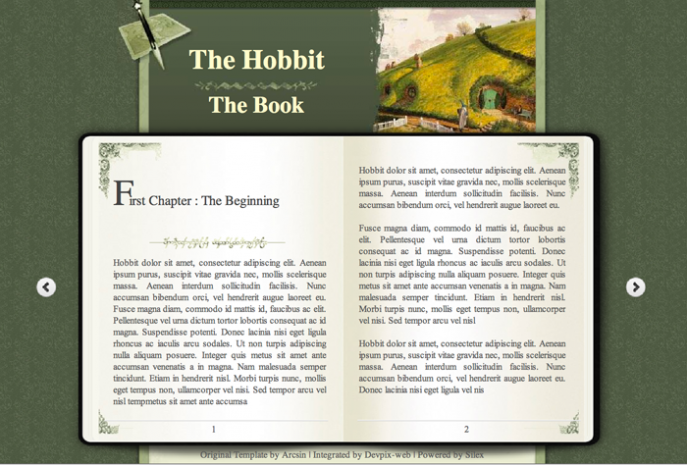 The Hobbit
The Book
First Chapter : The Beginning
Hobbit dolor sit amet, consectetur adipiscing elit. Aenean
ipsum purus, suscipit vitae gravida nec, mollis scelerisque
massa. Aenean interdum sollicitudin facilisis. Nunc
accumsan bibendum orci, vel hendrerit augue laoreet eu.
Fusce magna diam, commodo id mattis id, faucibus ac elit.
Pellentesque vel urna dictum tortor lobortis consequat ac id
magna. Suspendisse potenti. Donec lacinia nisi eget ligula
rhoncus ac iaculis arcu sodales. Ut non turpis adipiscing
nulla aliquam posuere. Integer quis metus sit amet ante
accumsan venenatis a in magna. Nam malesuada semper
tincidunt. Etiam in hendrerit nisl. Morbi turpis nunc, mollis
eget tempus non, ullamcorper vel nisi. Sed tempor arcu vel
nisl tempmetus sit amet ante accumsa
1
Hobbit dolor sit amet, consectetur adipiscing elit. Aenean
ipsum purus, suscipit vitae gravida nec, mollis scelerisque
massa. Aenean interdum sollicitudin facilisis. Nunc
accumsan bibendum orci, vel hendrerit augue laoreet eu.
Fusce magna diam, commodo id mattis id, faucibus ac
elit. Pellentesque vel urna dictum tortor lobortis
consequat ac id magna. Suspendisse potenti. Donec
lacinia nisi eget ligula rhoncus ac iaculis arcu sodales. Ut
non turpis adipiscing nulla aliquam posuere. Integer quis
metus sit amet ante accumsan venenatis a in magna. Nam
malesuada semper tincidunt. Etiam in hendrerit nisl.
Morbi turpis nunc, mollis eget tempus non, ullamcorper
vel nisi. Sed tempor arcu vel nisl
Hobbit dolor sit amet, consectetur adipiscing elit. Aenean
ipsum purus, suscipit vitae gravida nec, mollis scelerisque
massa. Aenean interdum sollicitudin facilisis. Nunc
accumsan bibendum orci, vel hendrerit augue laoreet eu.
Donec lacinia nisi eget ligula vel nis
2
Original Template by Arcsin | Integrated by Devpix-web | Powered by Silex